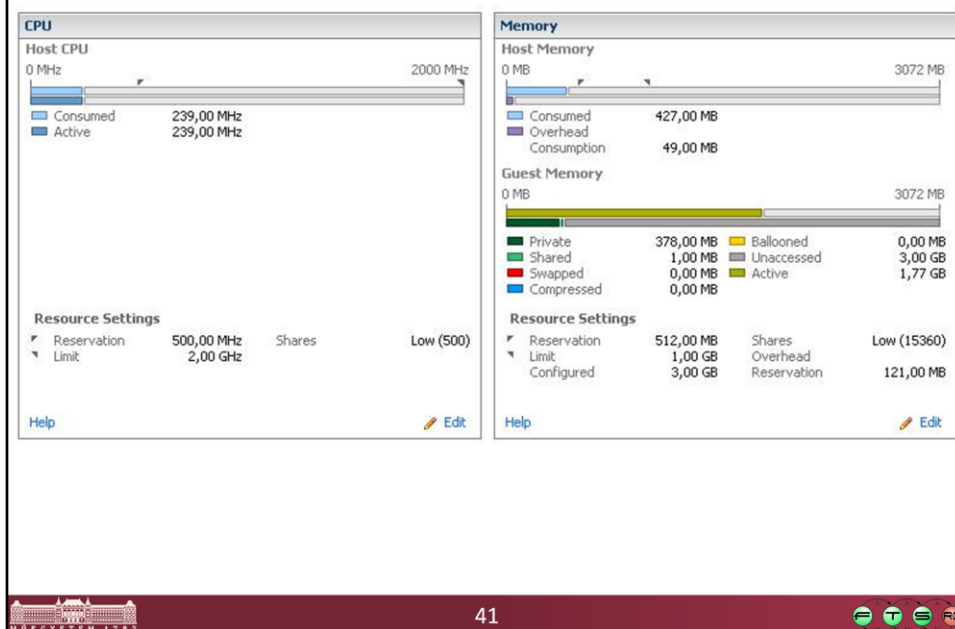 CPU
Host CPU
0 MHz 2000 MHz
Consumed 239,00 MHz
Active 239,00 MHz
Resource Settings
Reservation 500,00 MHz Shares Low (500)
Limit 2,00 GHz
Help Edit
Memory
Host Memory
0 MB 3072 MB
Consumed 427,00 MB
Overhead
Consumption 49,00 MB
Guest Memory
0 MB 3072 MB
Private 378,00 MB Ballooned 0,00 MB
Shared 1,00 MB Unaccessed 3,00 GB
Swapped 0,00 MB Active 1,77 GB
Compressed 0,00 MB
Resource Settings
Reservation 512,00 MB Shares Low (15360)
Limit 1,00 GB Overhead
Configured 3,00 GB Reservation 121,00 MB
Help Edit
MŰEGYETEM 1782
41
F T S R